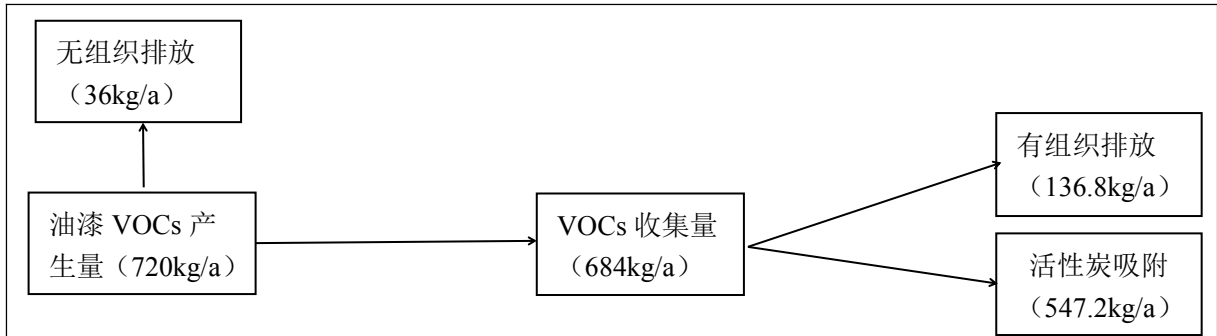 无组织排放
（36kg/a）
油漆 VOCs 产
生量（720kg/a）
VOCs 收集量
（684kg/a）
有组织排放
（136.8kg/a）
活性炭吸附
（547.2kg/a）